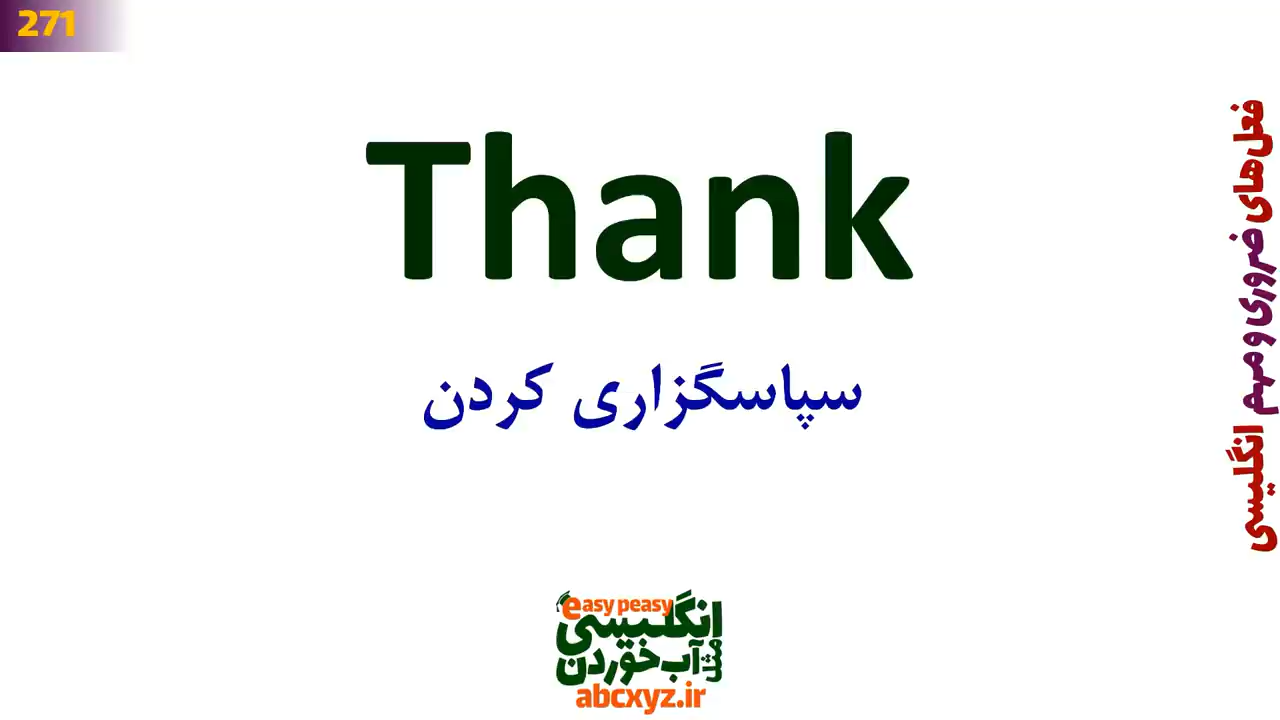 271
Thank
سپاسگزاری کردن
فعل‌های ضروری و مهم انگلیسی
easy peasy
انگلیسی
مثل آب خوردن
abcxyz.ir